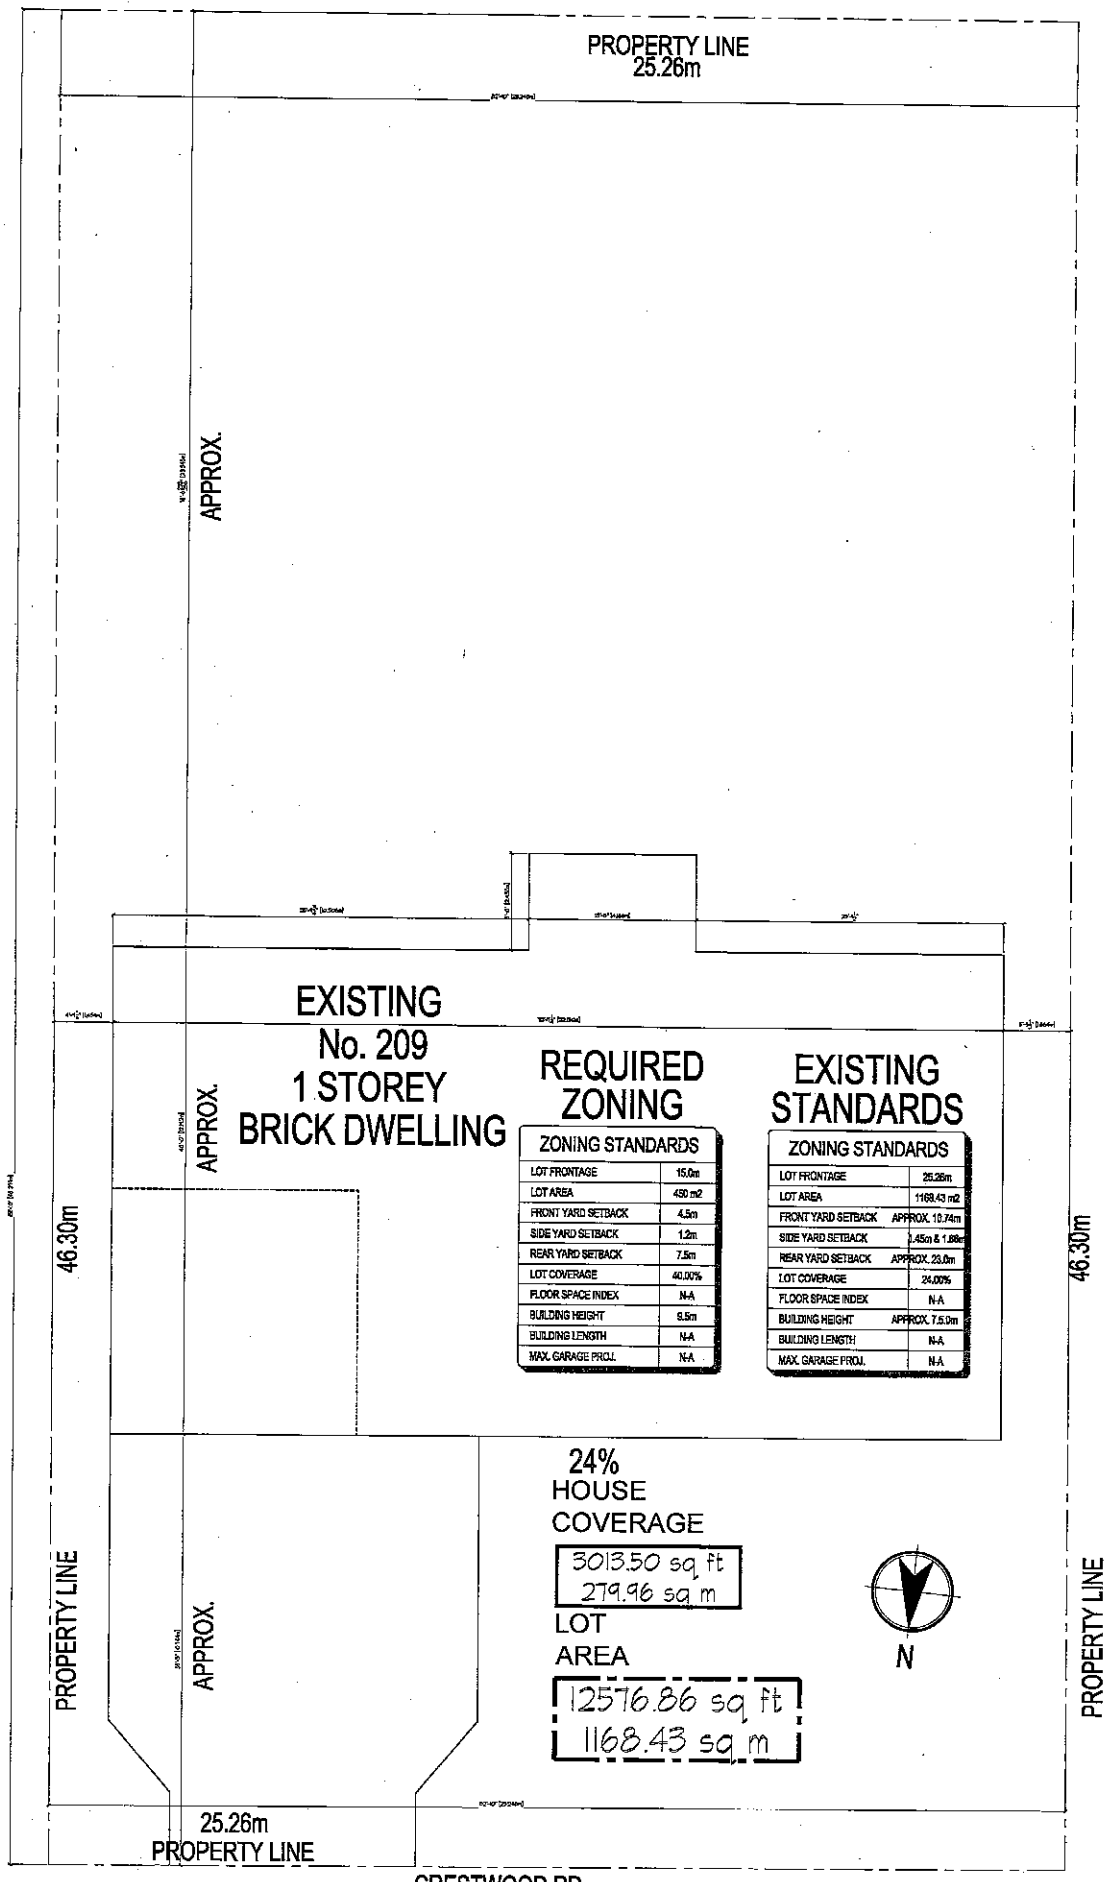 PROPERTY LINE
25.26m
APPROX.
EXISTING
No. 209
1 STOREY
BRICK DWELLING
APPROX.
REQUIRED
ZONING
ZONING STANDARDS
LOT FRONTAGE 15.0m
LOT AREA 450 m2
FRONT YARD SETBACK 4.5m
SIDE YARD SETBACK 1.2m
REAR YARD SETBACK 7.5m
LOT COVERAGE 40.00%
FLOOR SPACE INDEX N-A
BUILDING HEIGHT 9.5m
BUILDING LENGTH N-A
MAX. GARAGE PROJ. N-A
EXISTING
STANDARDS
ZONING STANDARDS
LOT FRONTAGE 25.26m
LOT AREA 1168.43 m2
FRONT YARD SETBACK APPROX. 10.74m
SIDE YARD SETBACK 1.45m & 1.68m
REAR YARD SETBACK APPROX. 23.0m
LOT COVERAGE 24.00%
FLOOR SPACE INDEX N-A
BUILDING HEIGHT APPROX. 7.5.0m
BUILDING LENGTH N-A
MAX. GARAGE PROJ. N-A
46.30m
46.30m
24%
HOUSE
COVERAGE
3013.50 sq ft
279.96 sq m
LOT
AREA
12576.86 sq ft
1168.43 sq m
N
PROPERTY LINE
APPROX.
PROPERTY LINE
25.26m
PROPERTY LINE
CRESTWOOD RD